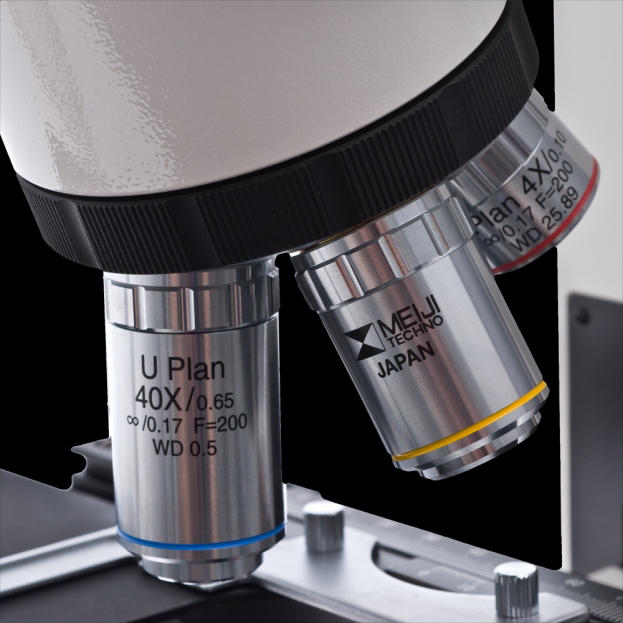 U Plan
40X/0.65
∞/0.17 F=200
WD 0.5
MEIJI
TECHNO
JAPAN
Plan 4X/0.10
∞/0.17 F=200
WD 25.89